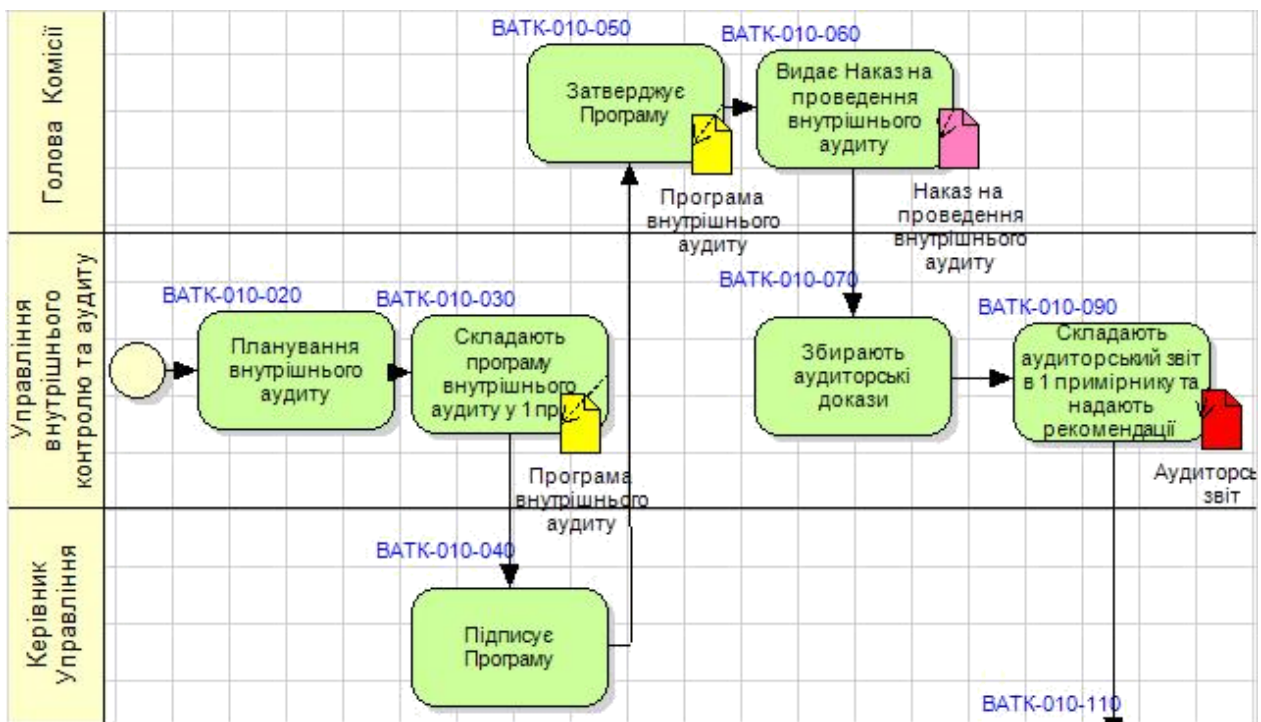 Голова Комісії
ВАТК-010-050
Затверджує
Програму
Програма
внутрішнього
аудиту
ВАТК-010-060
Видає Наказ на
проведення
внутрішнього
аудиту
Наказ на
проведення
внутрішнього
аудиту
Управління
внутрішнього
контролю та аудиту
ВАТК-010-020
Планування
внутрішнього
аудиту
ВАТК-010-030
Складають
програму
внутрішнього
аудиту у 1 пр
Програма
внутрішнього
аудиту
ВАТК-010-070
Збирають
аудиторські
докази
ВАТК-010-090
Складають
аудиторський звіт
в 1 примірнику та
надають
рекомендації
Аудиторсь
звіт
Керівник
Управління
ВАТК-010-040
Підписує
Програму
ВАТК-010-110